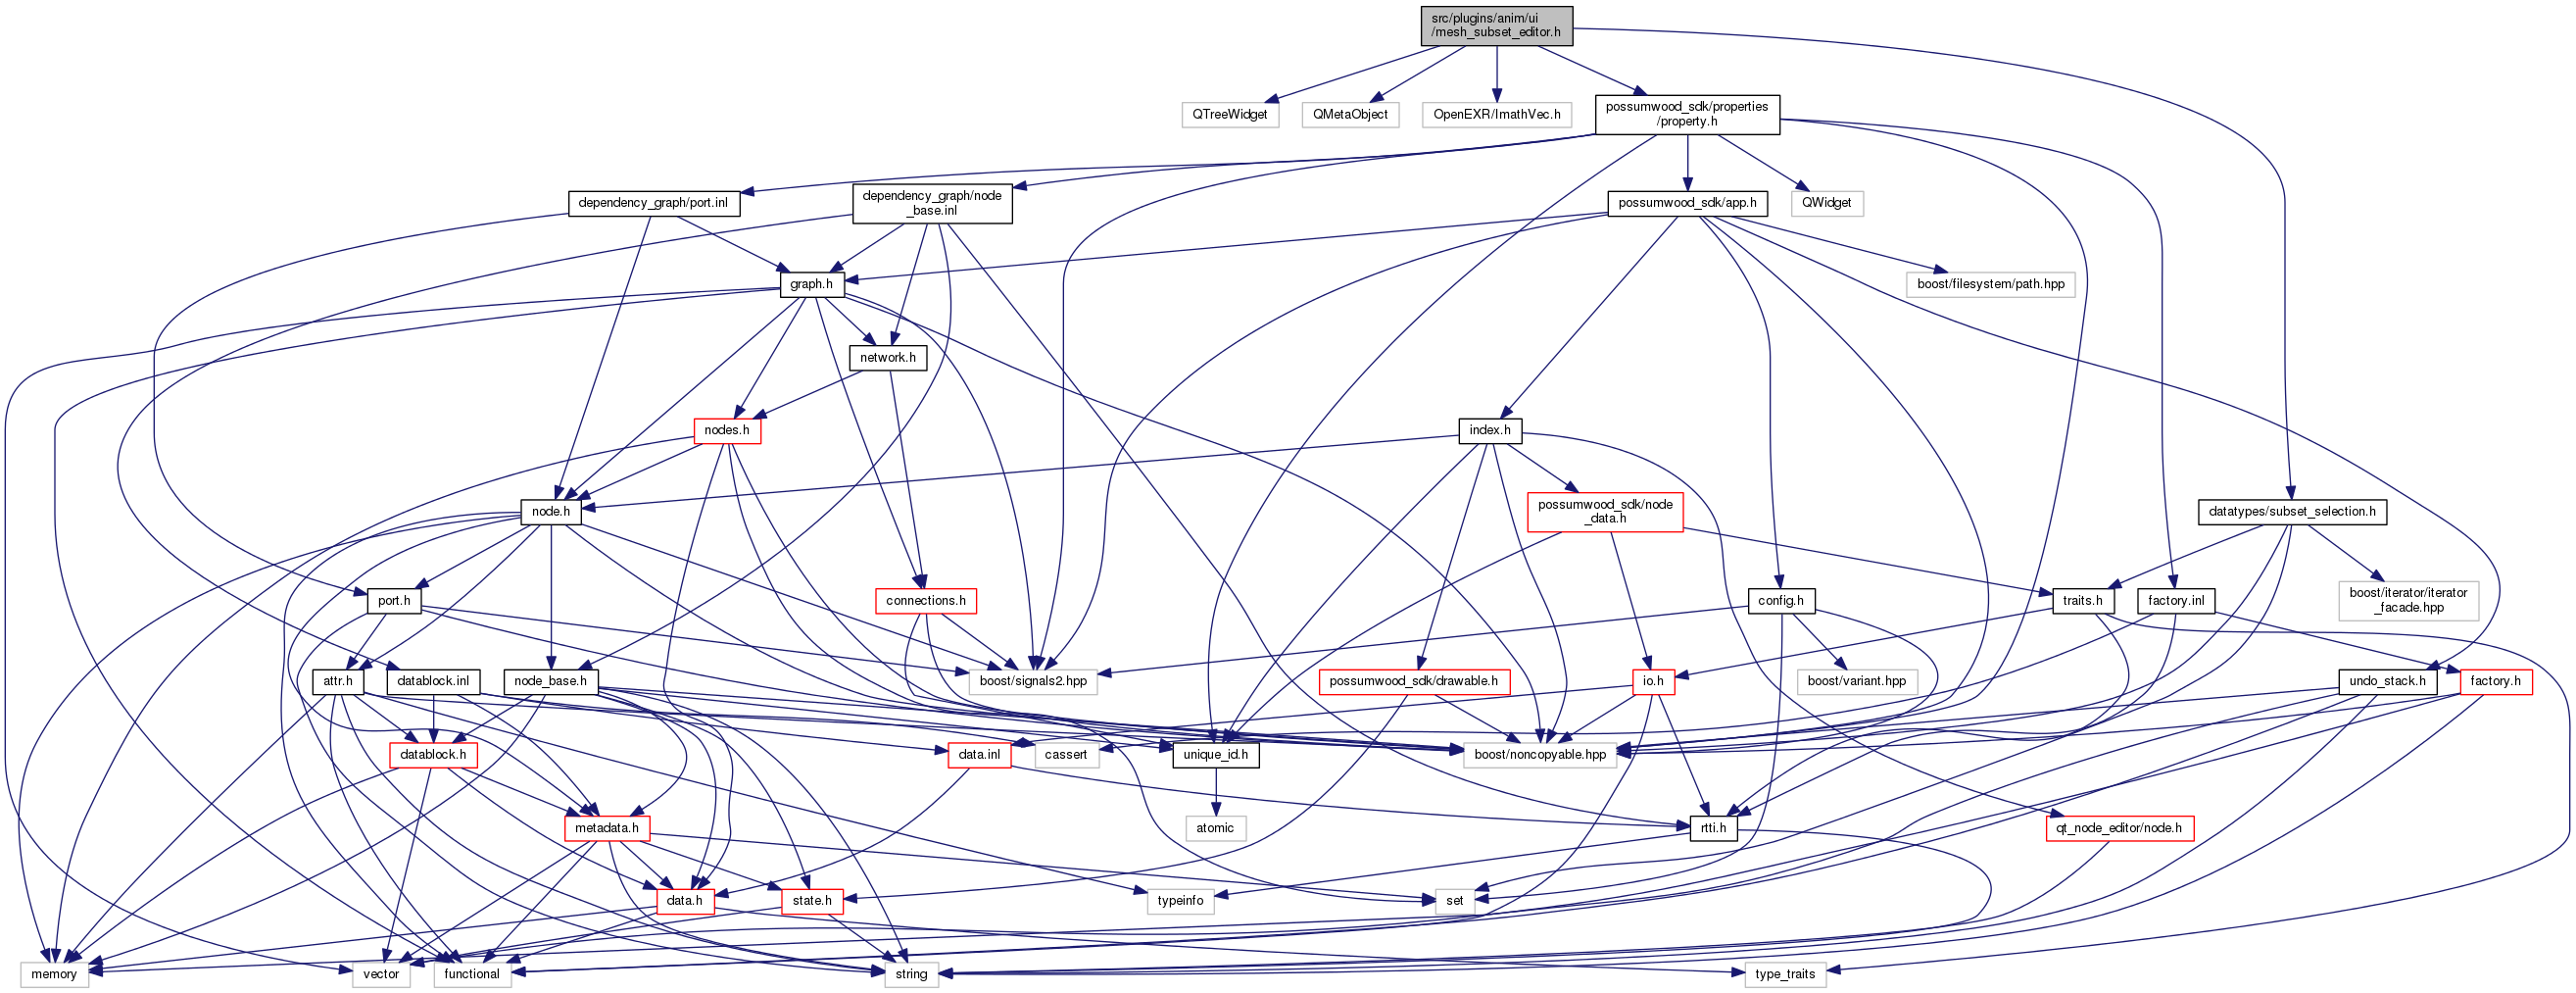 src/plugins/anim/ui
/mesh_subset_editor.h
QTreeWidget
QMetaObject
OpenEXR/ImathVec.h
possumwood_sdk/properties
/property.h
dependency_graph/port.inl
dependency_graph/node
_base.inl
possumwood_sdk/app.h
QWidget
graph.h
boost/filesystem/path.hpp
network.h
nodes.h
index.h
node.h
possumwood_sdk/node
_data.h
datatypes/subset_selection.h
port.h
connections.h
config.h
traits.h
factory.inl
boost/iterator/iterator
_facade.hpp
attr.h
datablock.inl
node_base.h
boost/signals2.hpp
possumwood_sdk/drawable.h
io.h
boost/variant.hpp
undo_stack.h
factory.h
datablock.h
data.inl
cassert
unique_id.h
boost/noncopyable.hpp
metadata.h
atomic
rtti.h
qt_node_editor/node.h
data.h
state.h
typeinfo
set
memory
vector
functional
string
type_traits